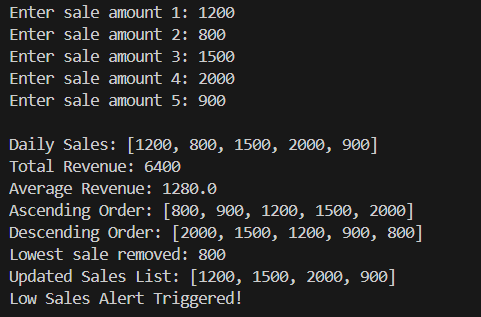 Enter sale amount 1: 1200
Enter sale amount 2: 800
Enter sale amount 3: 1500
Enter sale amount 4: 2000
Enter sale amount 5: 900
Daily Sales: [1200, 800, 1500, 2000, 900]
Total Revenue: 6400
Average Revenue: 1280.0
Ascending Order: [800, 900, 1200, 1500, 2000]
Descending Order: [2000, 1500, 1200, 900, 800]
Lowest sale removed: 800
Updated Sales List: [1200, 1500, 2000, 900]
Low Sales Alert Triggered!